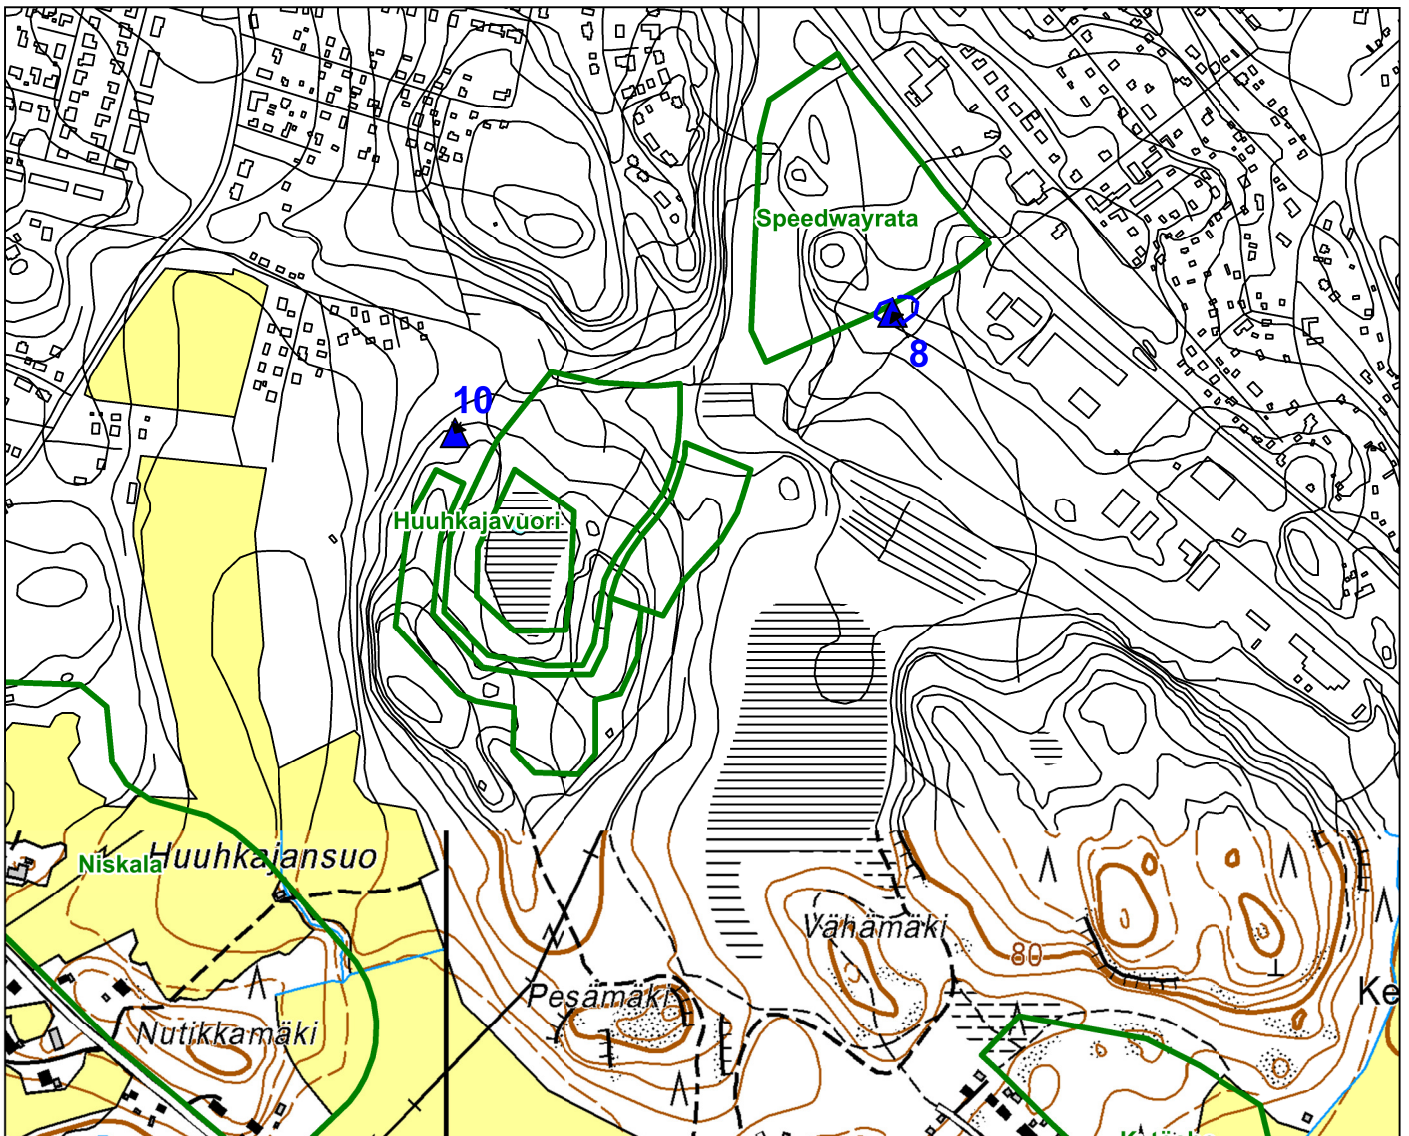 Speedwayrata
8
10
Huuhkajavuori
Huuhkajansuo
Niskala
Vähämäki
80
Pesämäki
Ke
Nutikkamäki